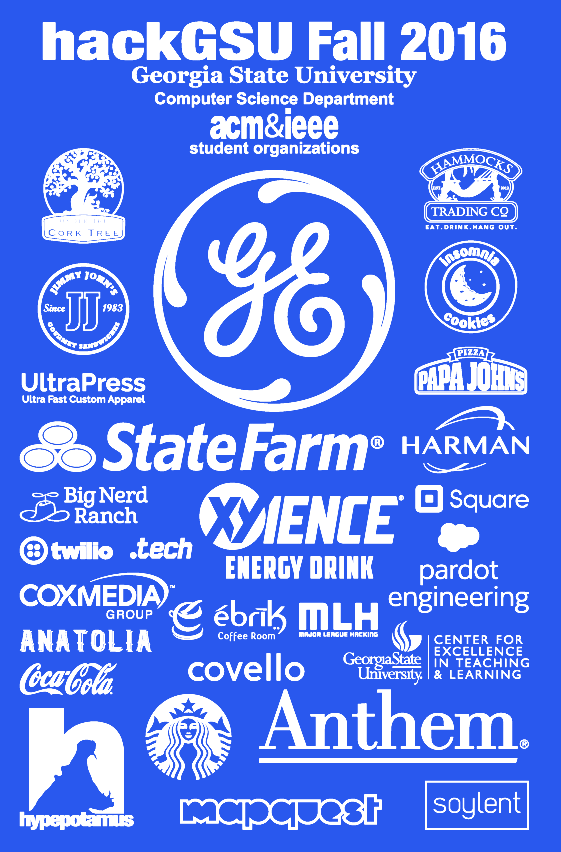 hackGSU Fall 2016
Georgia State University
Computer Science Department
acm&ieee
student organizations
CORK TREE
HAMMOCKS
TRADING CO
EAT.DRINK.HANG OUT.
GE
JIMMY JOHN'S
Since JJ 1983
GOURMET SANDWICHES
insomnia
cookies
UltraPress
Ultra Fast Custom Apparel
PIZZA
PAPA JOHNS
StateFarm®
HARMAN
Big Nerd
Ranch
XYIENCE®
ENERGY DRINK
Square
twilio
.tech
pardot
engineering
COXMEDIA™
GROUP
ébrik
Coffee Room
MLH
MAJOR LEAGUE HACKING
ANATOLIA
GeorgiaState
University.
CENTER FOR
EXCELLENCE
IN TEACHING
& LEARNING
Coca-Cola
covello
Anthem®
h
hypepotamus
mapquest
soylent